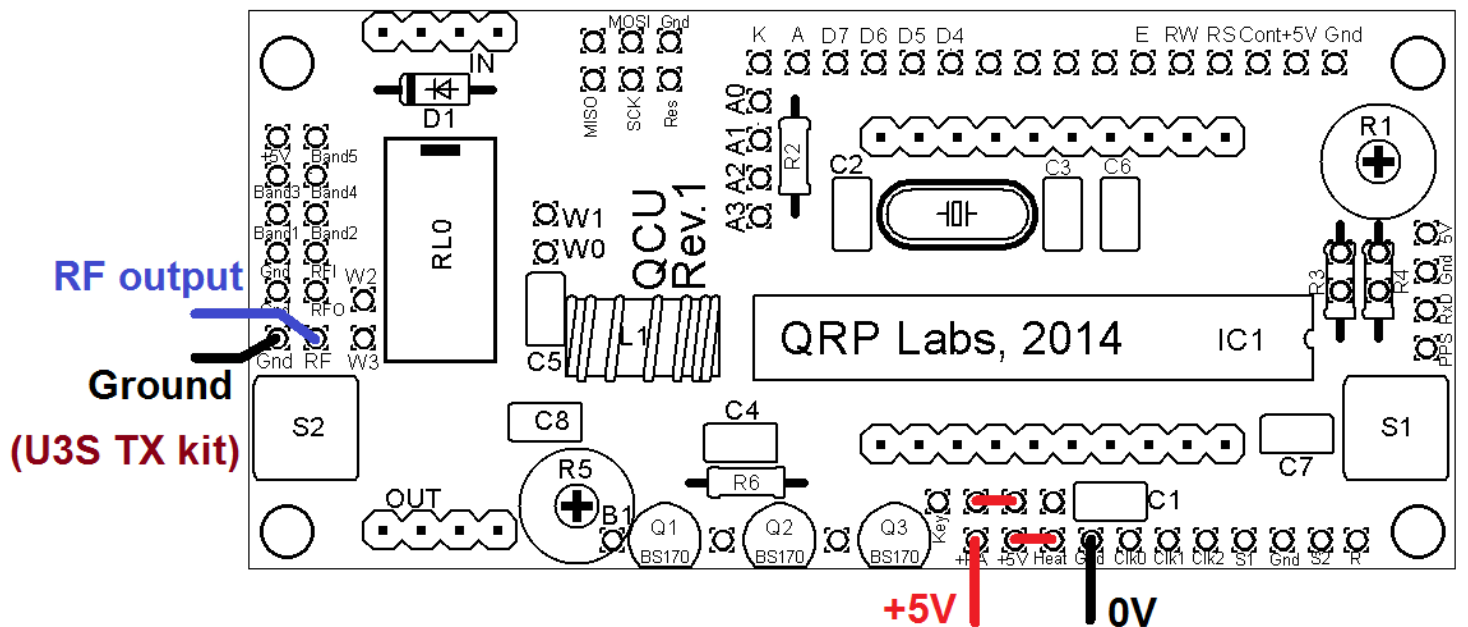 MOSI Gnd
K A D7 D6 D5 D4 E RW RS Cont+5V Gnd
IN
D1
MISO
SCK
Res
A0
A1
A2
A3
R2
R1
C2
C3
C6
+5V Band5
Band3 Band4
Band1 Band2
Gnd RFI W2
Gnd RFO
Gnd RF W3
RF output
Ground
(U3S TX kit)
RL0
W1
W0
QCU
Rev.1
C5
L1
QRP Labs, 2014
IC1
R3
R4
5V
Gnd
RxD
PPS
S2
C8
C4
R5
R6
S1
C7
OUT
B1
Q1
BS170
Q2
BS170
Q3
BS170
Key
C1
+PA +5V Heat Gnd Clk0 Clk1 Clk2 S1 Gnd S2 R
+5V
0V